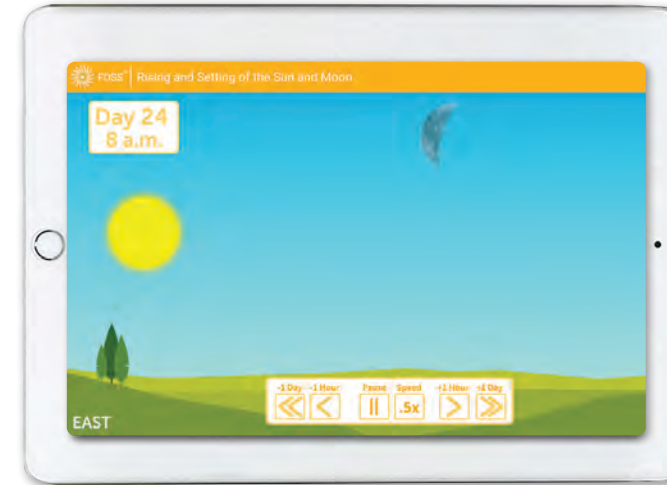 FOSS™ | Rising and Setting of the Sun and Moon
Day 24
8 a.m.
-1 Day -1 Hour Pause Speed +1 Hour +1 Day
.5x
EAST